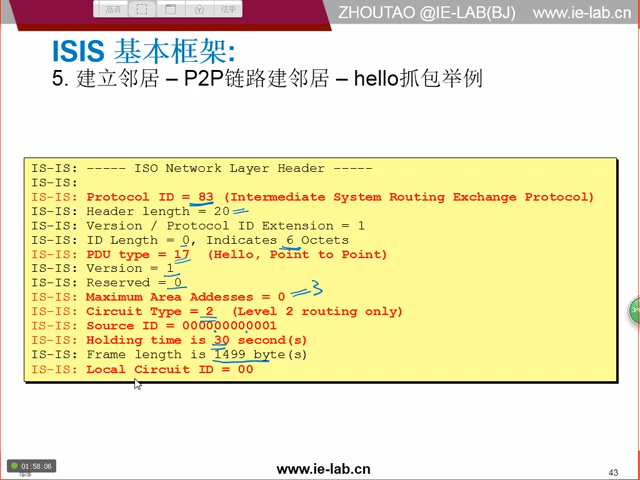 ZHOUTAO @IE-LAB(BJ) www.ie-lab.cn
结束
ISIS 基本框架:
5. 建立邻居 – P2P链路建邻居 – hello抓包举例
IS-IS: ----- ISO Network Layer Header -----
IS-IS:
IS-IS: Protocol ID = 83 (Intermediate System Routing Exchange Protocol)
IS-IS: Header length = 20
IS-IS: Version / Protocol ID Extension = 1
IS-IS: ID Length = 0, Indicates 6 Octets
IS-IS: PDU type = 17 (Hello, Point to Point)
IS-IS: Version = 1
IS-IS: Reserved = 0
IS-IS: Maximum Area Addesses = 0 = 3
IS-IS: Circuit Type = 2 (Level 2 routing only)
IS-IS: Source ID = 000000000001
IS-IS: Holding time is 30 second(s)
IS-IS: Frame length is 1499 byte(s)
IS-IS: Local Circuit ID = 00
01:58:06
www.ie-lab.cn
43